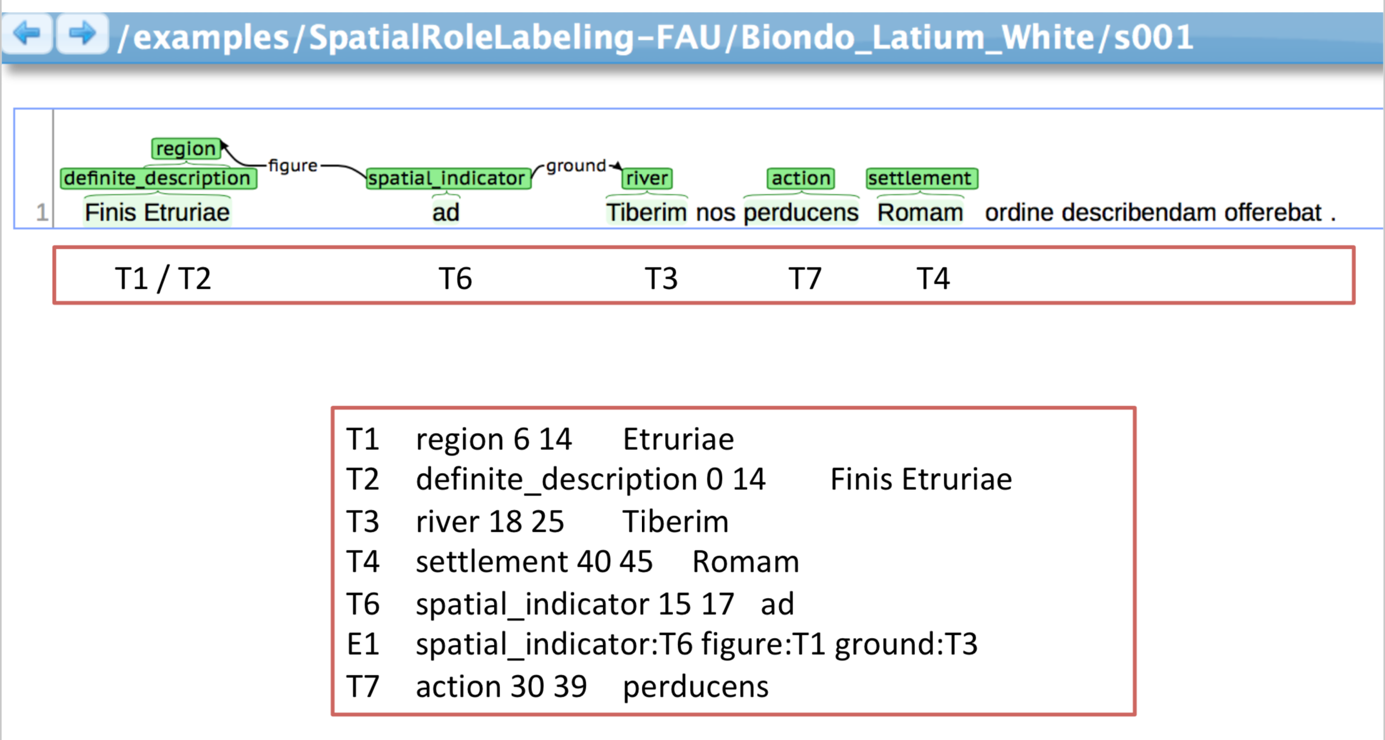 /examples/SpatialRoleLabeling-FAU/Biondo_Latium_White/s001
region
figure ground
definite_description spatial_indicator river action settlement
1 Finis Etruriae ad Tiberim nos perducens Romam ordine describendam offerebat .
T1 / T2 T6 T3 T7 T4
T1 region 6 14 Etruriae
T2 definite_description 0 14 Finis Etruriae
T3 river 18 25 Tiberim
T4 settlement 40 45 Romam
T6 spatial_indicator 15 17 ad
E1 spatial_indicator:T6 figure:T1 ground:T3
T7 action 30 39 perducens